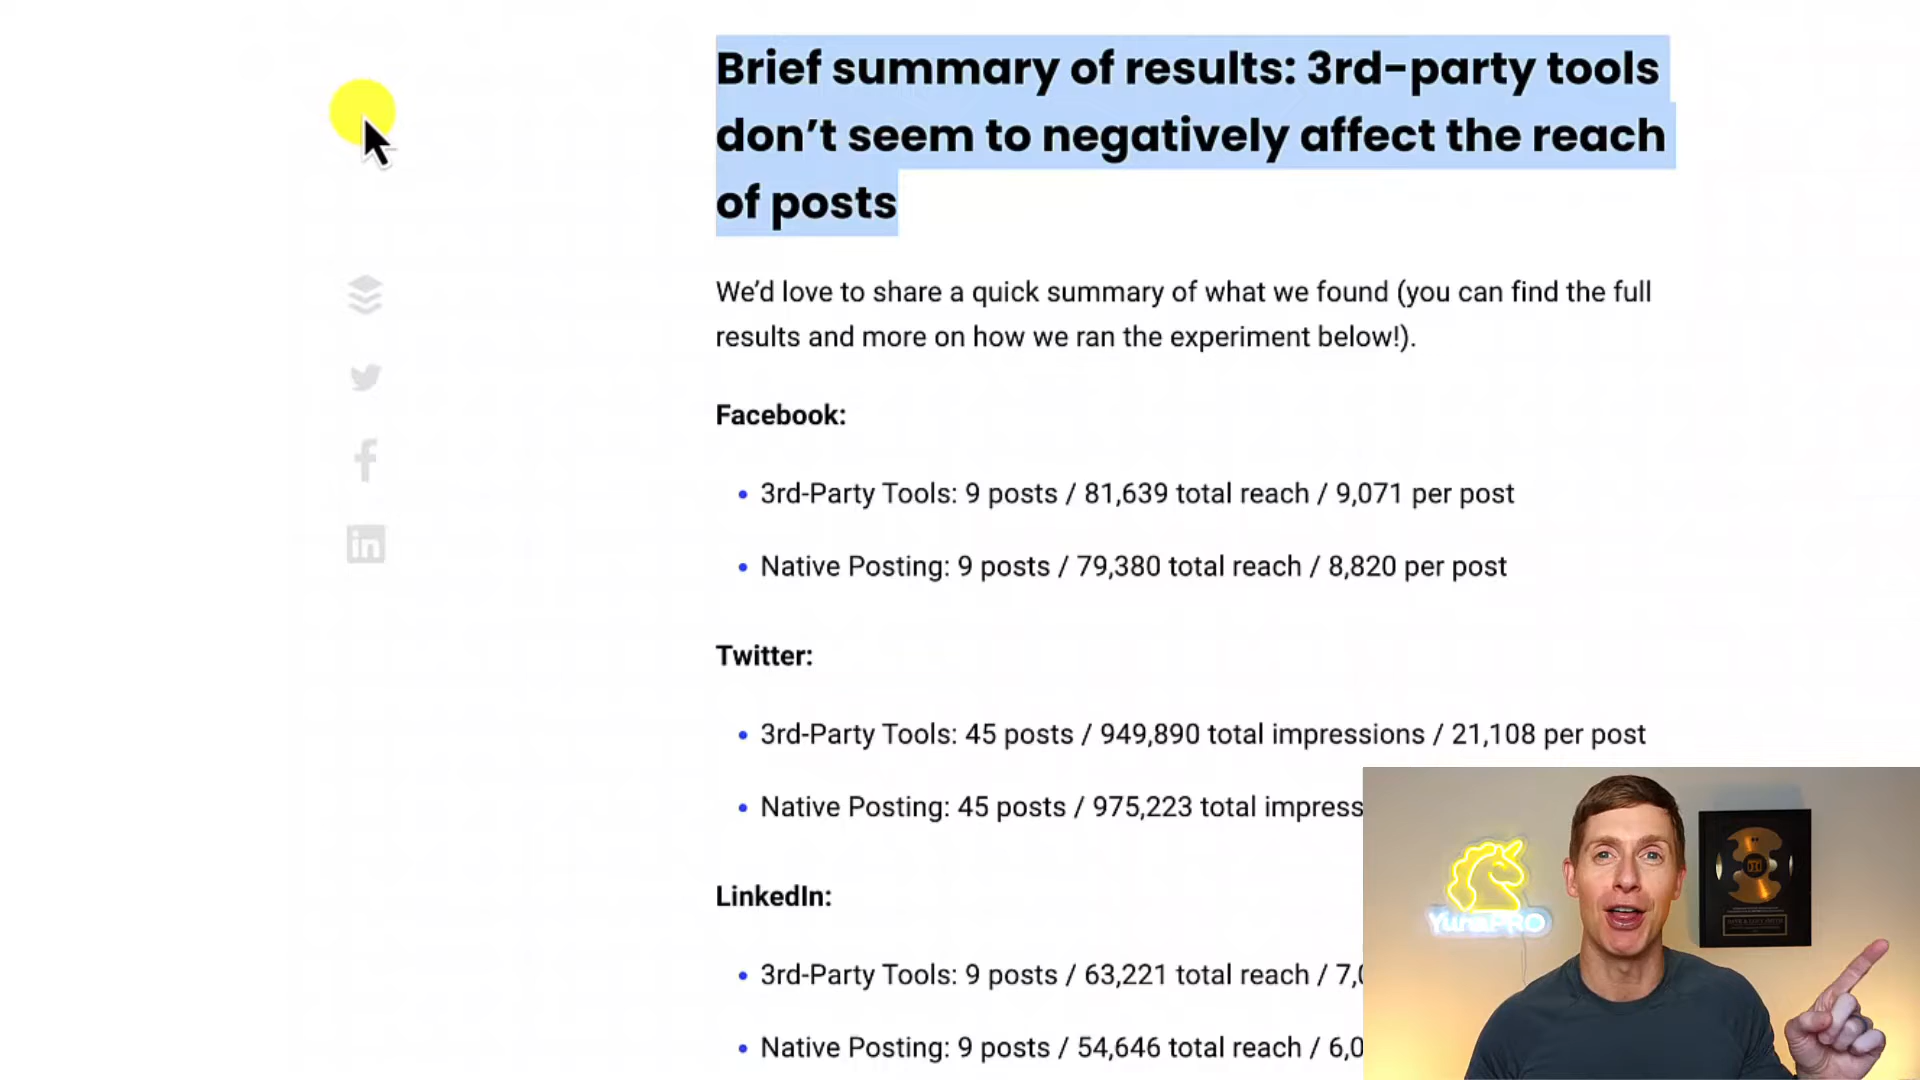 Brief summary of results: 3rd-party tools
don’t seem to negatively affect the reach
of posts
We’d love to share a quick summary of what we found (you can find the full
results and more on how we ran the experiment below!).
Facebook:
3rd-Party Tools: 9 posts / 81,639 total reach / 9,071 per post
Native Posting: 9 posts / 79,380 total reach / 8,820 per post
Twitter:
3rd-Party Tools: 45 posts / 949,890 total impressions / 21,108 per post
Native Posting: 45 posts / 975,223 total impress
LinkedIn:
3rd-Party Tools: 9 posts / 63,221 total reach / 7,0
Native Posting: 9 posts / 54,646 total reach / 6,0
in
YunaPRO